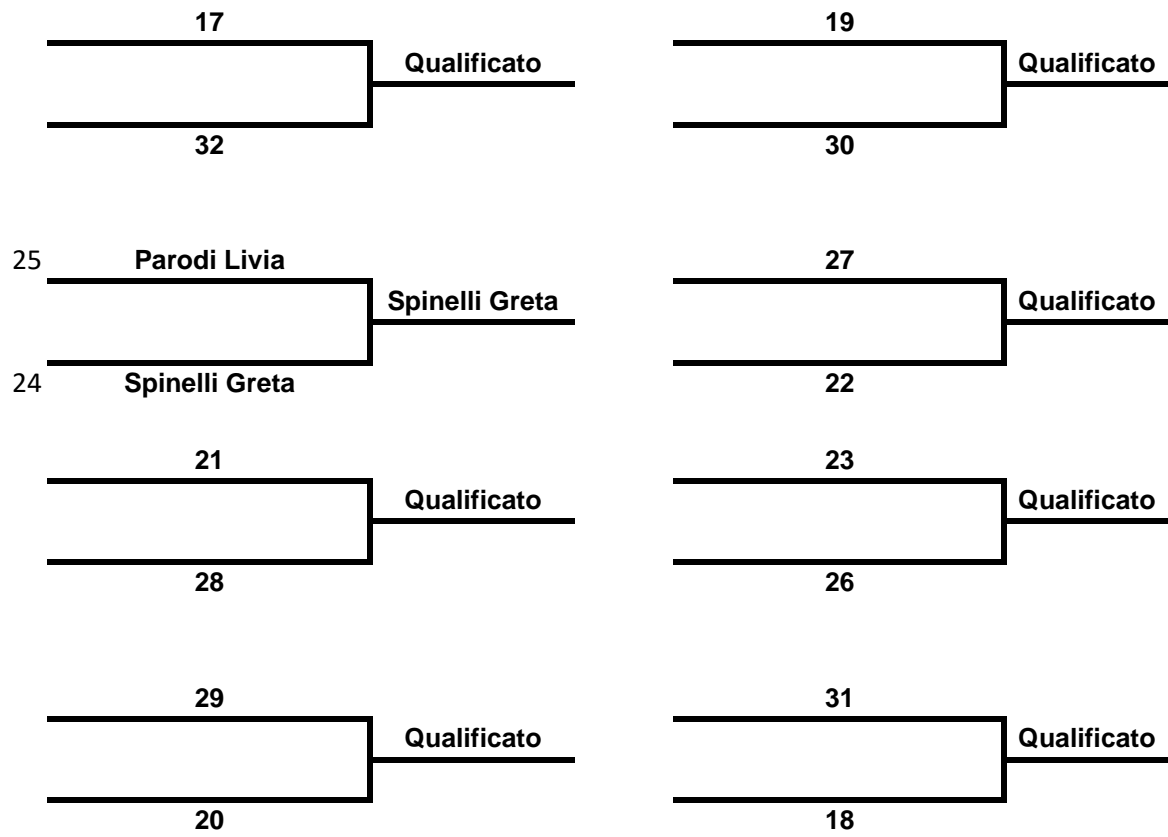 17
19
Qualificato
Qualificato
32
30
25 Parodi Livia
27
Spinelli Greta
Qualificato
24 Spinelli Greta
22
21
23
Qualificato
Qualificato
28
26
29
31
Qualificato
Qualificato
20
18